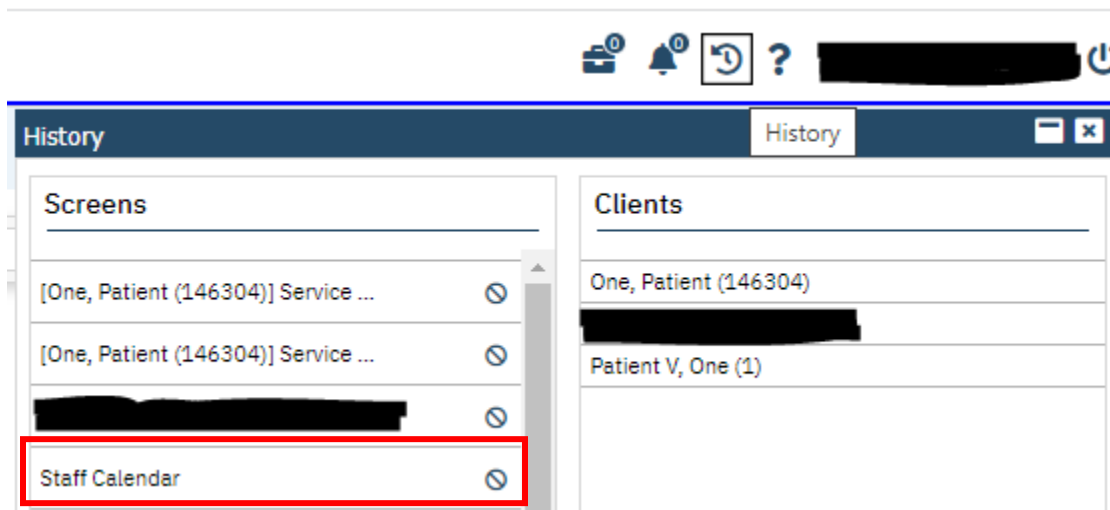 0 0 ?
History
History
Screens
[One, Patient (146304)] Service ...
[One, Patient (146304)] Service ...
Staff Calendar
Clients
One, Patient (146304)
Patient V, One (1)